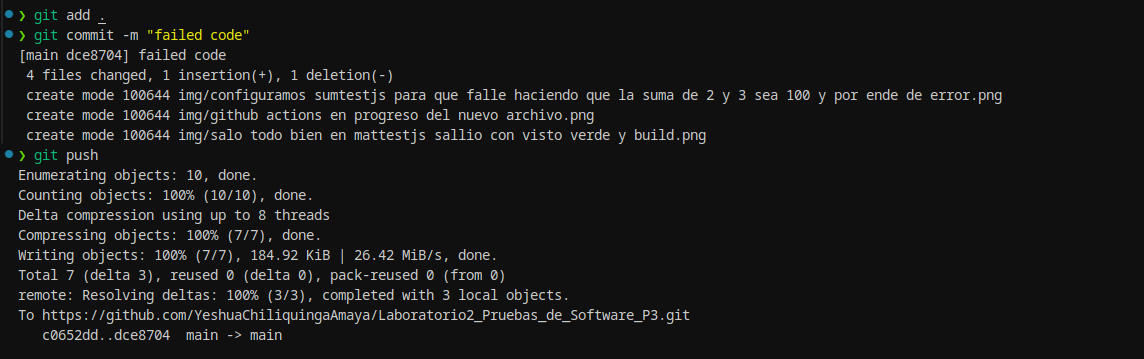 ❯ git add .
❯ git commit -m "failed code"
[main dce8704] failed code
 4 files changed, 1 insertion(+), 1 deletion(-)
 create mode 100644 img/configuramos sumtestjs para que falle haciendo que la suma de 2 y 3 sea 100 y por ende de error.png
 create mode 100644 img/github actions en progreso del nuevo archivo.png
 create mode 100644 img/salo todo bien en mattestjs sallio con visto verde y build.png
❯ git push
Enumerating objects: 10, done.
Counting objects: 100% (10/10), done.
Delta compression using up to 8 threads
Compressing objects: 100% (7/7), done.
Writing objects: 100% (7/7), 184.92 KiB | 26.42 MiB/s, done.
Total 7 (delta 3), reused 0 (delta 0), pack-reused 0 (from 0)
remote: Resolving deltas: 100% (3/3), completed with 3 local objects.
To https://github.com/YeshuaChiliquingaAmaya/Laboratorio2_Pruebas_de_Software_P3.git
   c0652dd..dce8704  main -> main